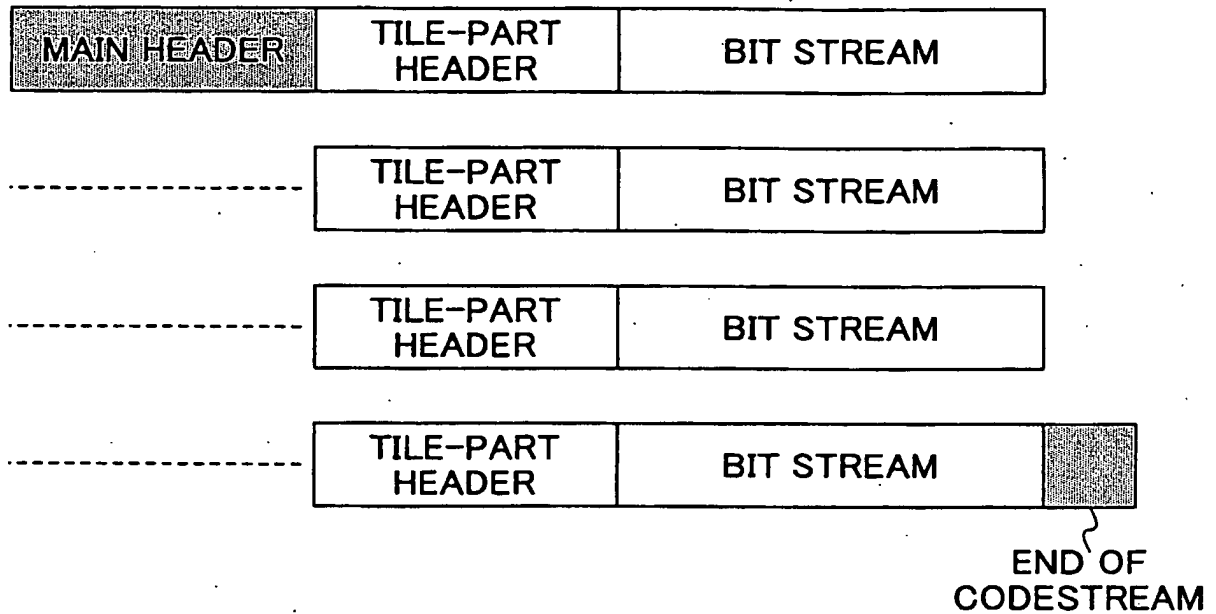 MAIN HEADER
TILE-PART
HEADER
BIT STREAM
TILE-PART
HEADER
BIT STREAM
TILE-PART
HEADER
BIT STREAM
TILE-PART
HEADER
BIT STREAM
END OF
CODESTREAM